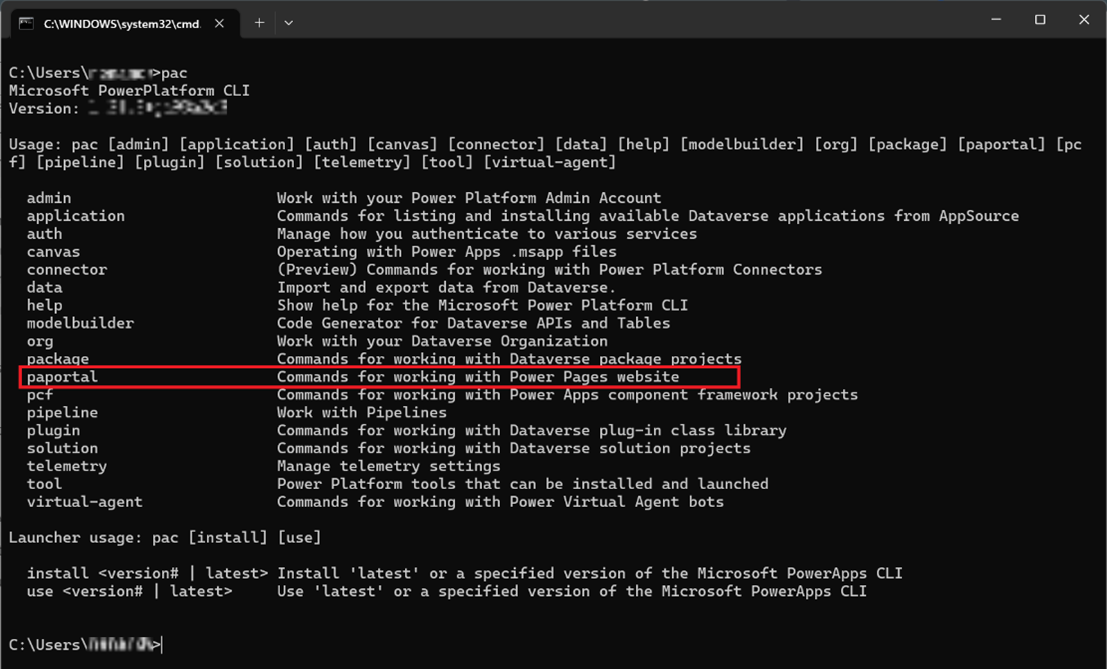 C:\WINDOWS\system32\cmd.
C:\Users\>pac
Microsoft PowerPlatform CLI
Version:
Usage: pac [admin] [application] [auth] [canvas] [connector] [data] [help] [modelbuilder] [org] [package] [paportal] [pc
f] [pipeline] [plugin] [solution] [telemetry] [tool] [virtual-agent]
admin Work with your Power Platform Admin Account
application Commands for listing and installing available Dataverse applications from AppSource
auth Manage how you authenticate to various services
canvas Operating with Power Apps .msapp files
connector (Preview) Commands for working with Power Platform Connectors
data Import and export data from Dataverse.
help Show help for the Microsoft Power Platform CLI
modelbuilder Code Generator for Dataverse APIs and Tables
org Work with your Dataverse Organization
package Commands for working with Dataverse package projects
paportal Commands for working with Power Pages website
pcf Commands for working with Power Apps component framework projects
pipeline Work with Pipelines
plugin Commands for working with Dataverse plug-in class library
solution Commands for working with Dataverse solution projects
telemetry Manage telemetry settings
tool Power Platform tools that can be installed and launched
virtual-agent Commands for working with Power Virtual Agent bots
Launcher usage: pac [install] [use]
install <version# | latest> Install 'latest' or a specified version of the Microsoft PowerApps CLI
use <version# | latest> Use 'latest' or a specified version of the Microsoft PowerApps CLI
C:\Users\>